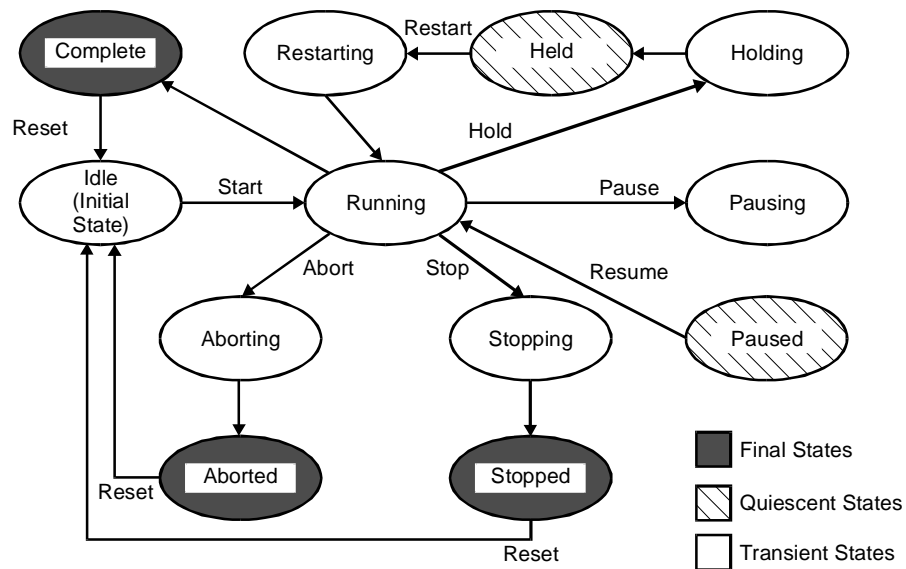 Complete
Restarting
Restart
Held
Holding
Reset
Hold
Idle
(Initial
State)
Start
Running
Pause
Pausing
Abort
Stop
Resume
Aborting
Stopping
Paused
Final States
Aborted
Stopped
Reset
Quiescent States
Reset
Transient States